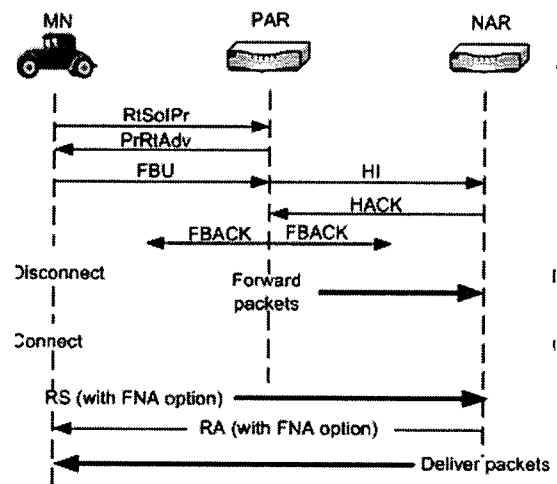 MN PAR NAR
RtSolPr
PrRtAdv
FBU HI
HACK
FBACK FBACK
Disconnect
Forward
packets
Connect
RS (with FNA option)
RA (with FNA option)
Deliver packets